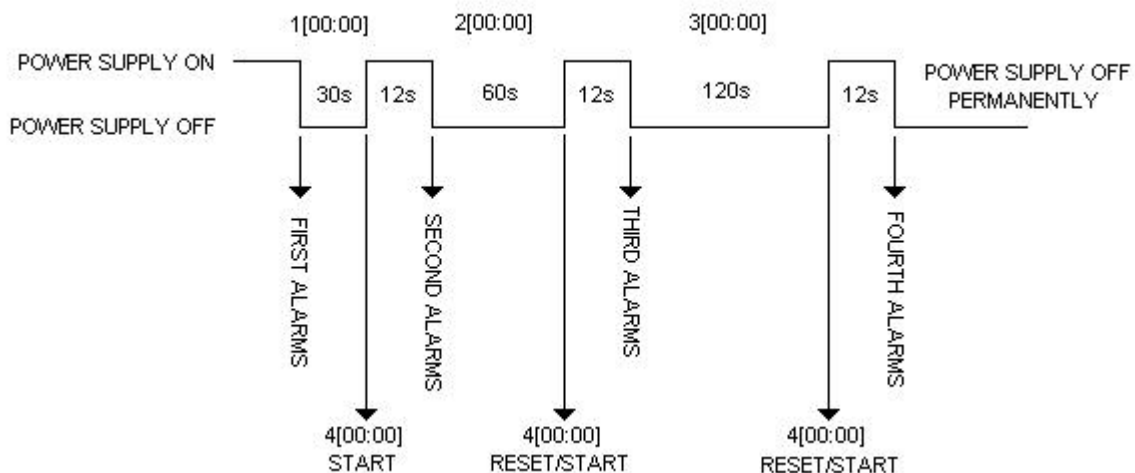 1[00:00]
2[00:00]
3[00:00]
POWER SUPPLY ON
30s
12s
60s
12s
120s
12s
POWER SUPPLY OFF
PERMANENTLY
POWER SUPPLY OFF
FIRST ALARMS
SECOND ALARMS
THIRD ALARMS
FOURTH ALARMS
4[00:00]
START
4[00:00]
RESET/START
4[00:00]
RESET/START